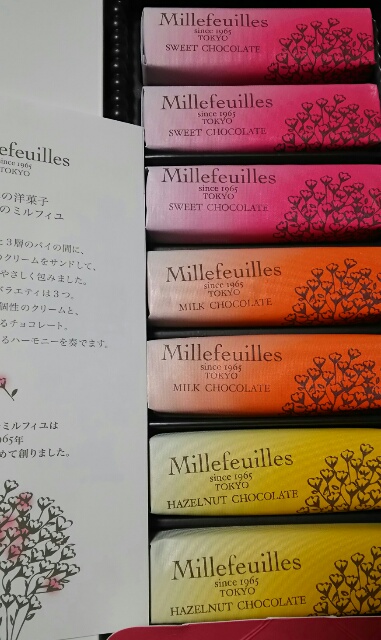 efeuilles
since 1965
TOKYO
の洋菓子
のミルフィユ
と3層のパイの間に、
のクリームをサンドして、
やさしく包みました。
バラエティは3つ。
個性のクリームと、
るチョコレート。
るハーモニーを奏でます。
ミルフィユは
965年
めて創りました。
Millefeuilles
since 1965
TOKYO
SWEET CHOCOLATE
Millefeuilles
since 1965
TOKYO
SWEET CHOCOLATE
Millefeuilles
since 1965
TOKYO
SWEET CHOCOLATE
Millefeuilles
since 1965
TOKYO
MILK CHOCOLATE
Millefeuilles
since 1965
TOKYO
MILK CHOCOLATE
Millefeuilles
since 1965
TOKYO
HAZELNUT CHOCOLATE
Millefeuilles
since 1965
TOKYO
HAZELNUT CHOCOLATE